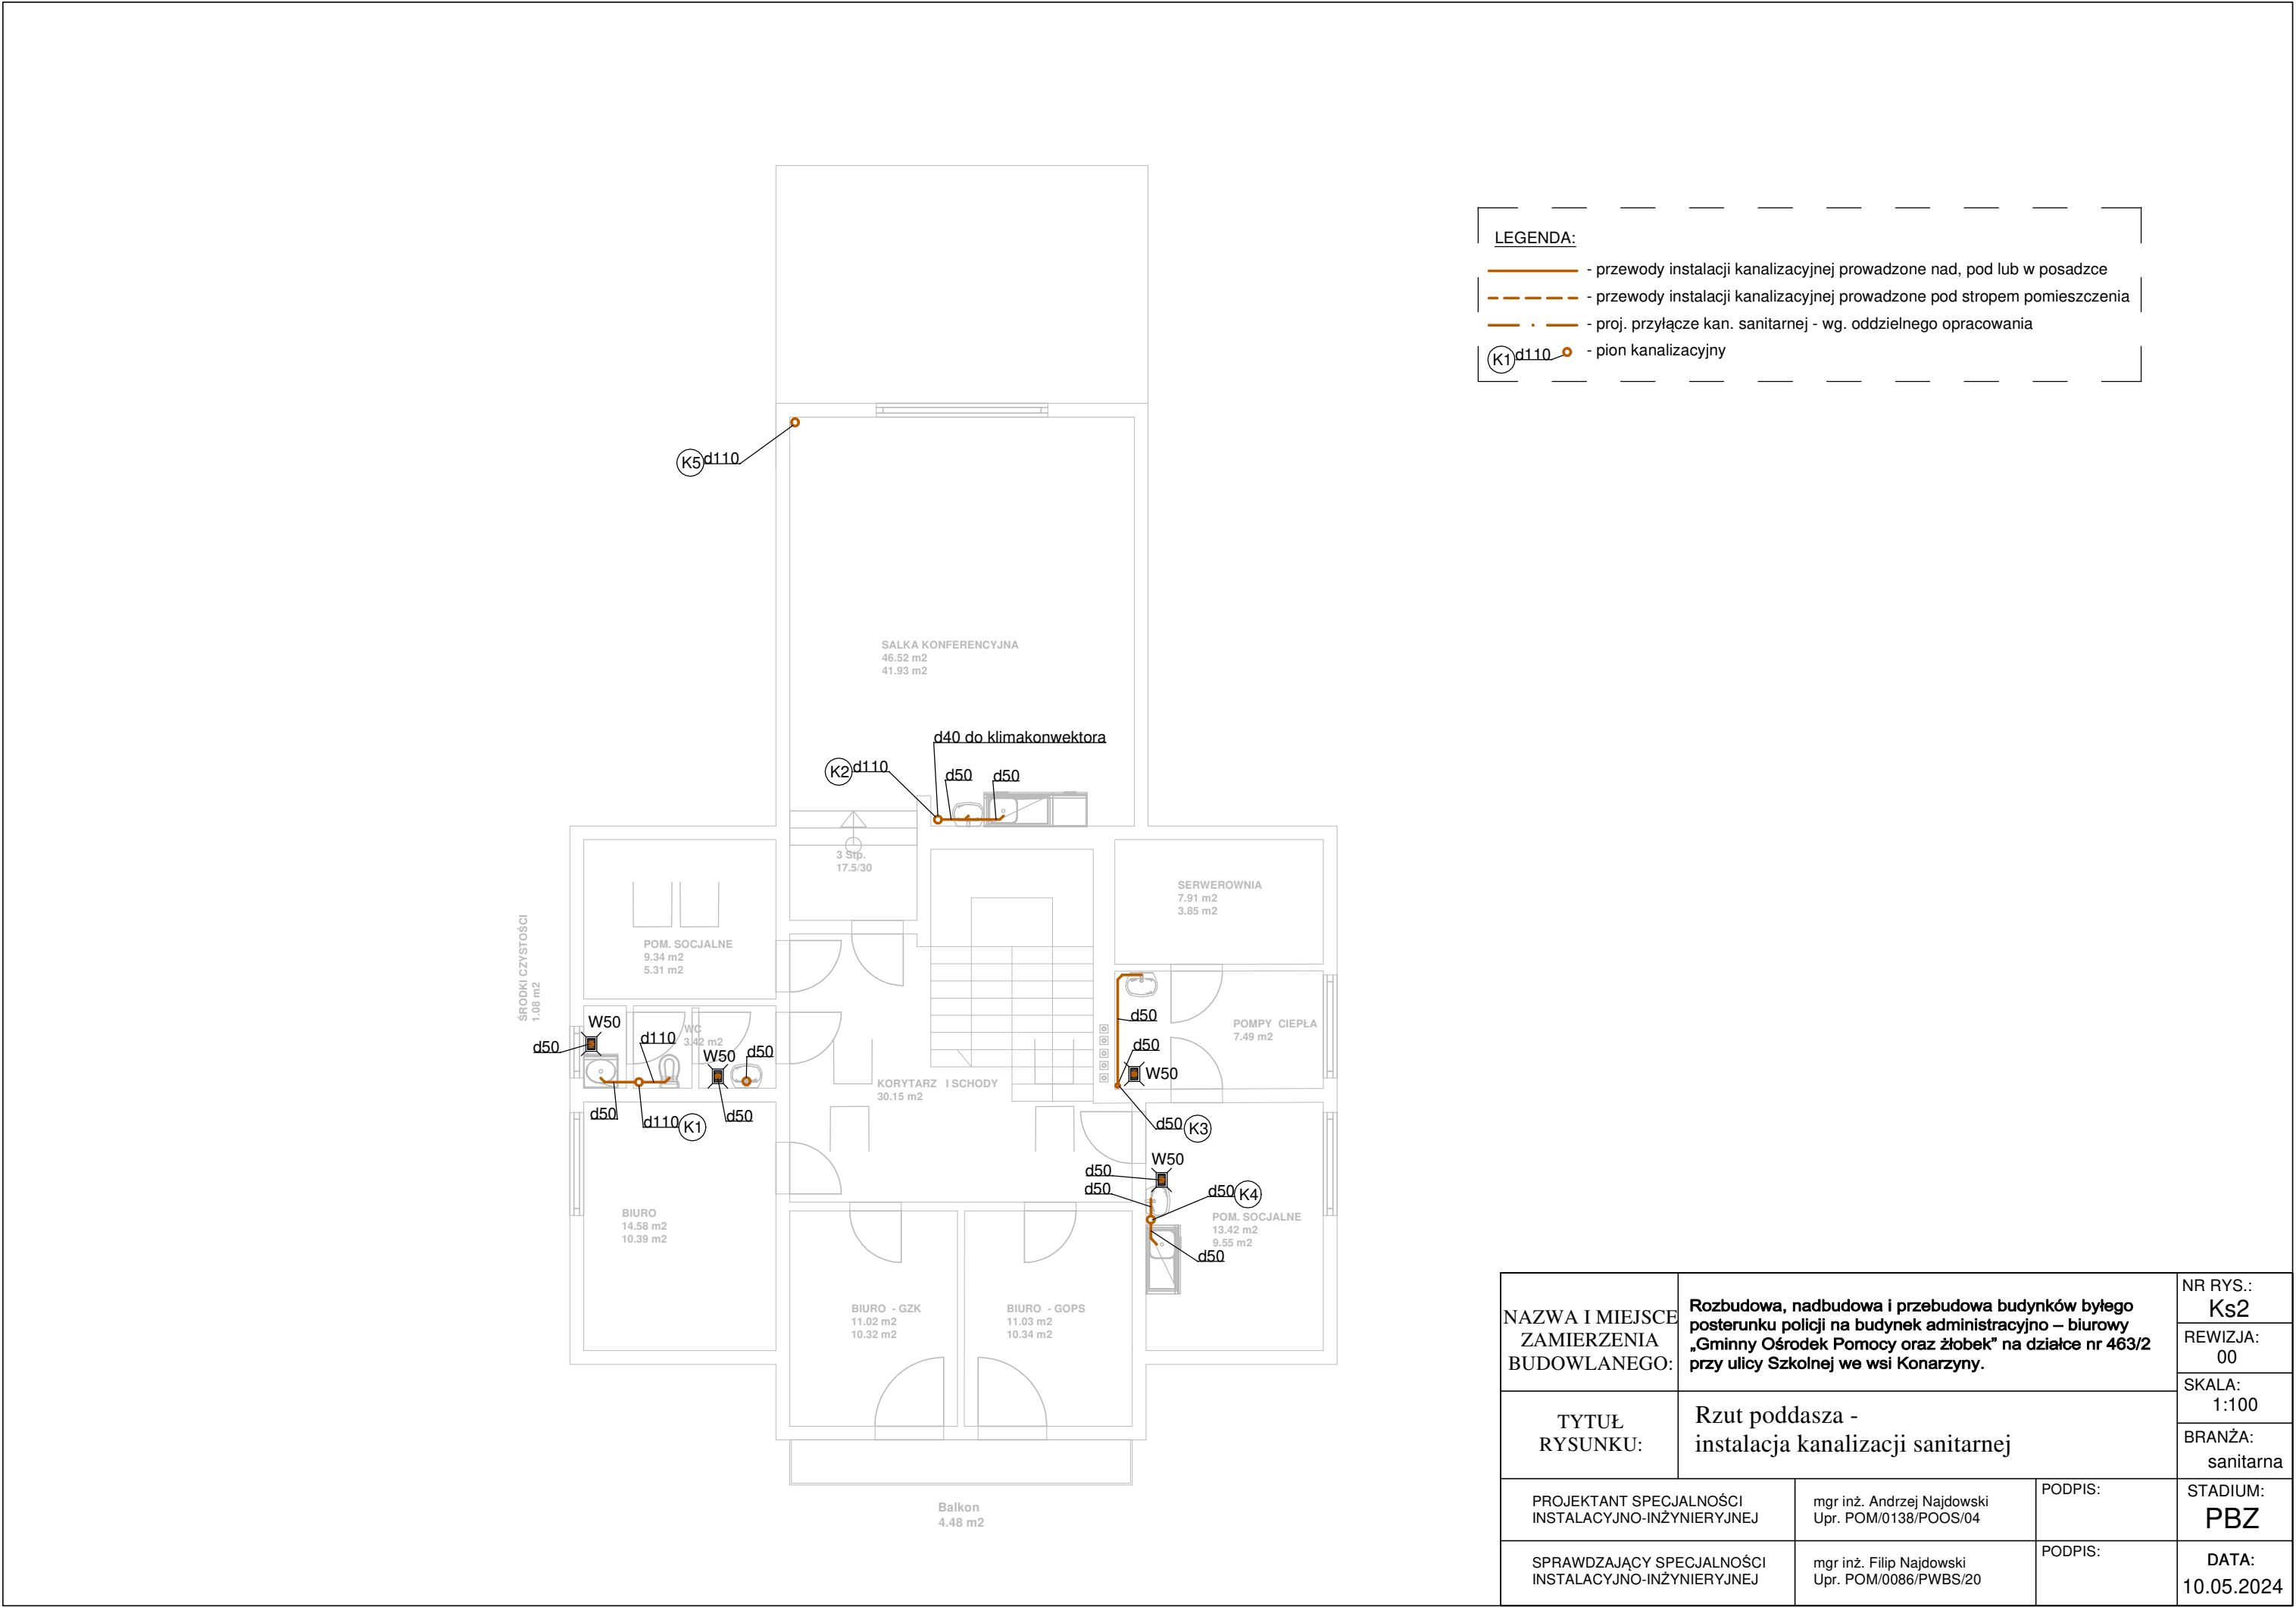 LEGENDA:
- przewody instalacji kanalizacyjnej prowadzone nad, pod lub w posadzce
- przewody instalacji kanalizacyjnej prowadzone pod stropem pomieszczenia
- proj. przyłącze kan. sanitarnej - wg. oddzielnego opracowania
K1 d110 - pion kanalizacyjny
K5 d110
SALKA KONFERENCYJNA
46.52 m2
41.93 m2
d40 do klimakonwektora
K2 d110
d50 d50
3 Stp.
17.5/30
SERWEROWNIA
7.91 m2
3.85 m2
POM. SOCJALNE
9.34 m2
5.31 m2
ŚRODKI CZYSTOŚCI
1.08 m2
W50
d50
d110
WC
3.42 m2
W50
d50
d50
d110 K1
d50
d50
POMPY CIEPŁA
7.49 m2
d50
W50
KORYTARZ I SCHODY
30.15 m2
d50 K3
W50
d50
d50
d50 K4
POM. SOCJALNE
13.42 m2
9.55 m2
d50
BIURO
14.58 m2
10.39 m2
BIURO - GZK
11.02 m2
10.32 m2
BIURO - GOPS
11.03 m2
10.34 m2
Balkon
4.48 m2
NAZWA I MIEJSCE
ZAMIERZENIA
BUDOWLANEGO:
Rozbudowa, nadbudowa i przebudowa budynków byłego
posterunku policji na budynek administracyjno – biurowy
„Gminny Ośrodek Pomocy oraz żłobek” na działce nr 463/2
przy ulicy Szkolnej we wsi Konarzyny.
NR RYS.:
Ks2
REWIZJA:
00
SKALA:
1:100
TYTUŁ
RYSUNKU:
Rzut poddasza -
instalacja kanalizacji sanitarnej
BRANŻA:
sanitarna
PROJEKTANT SPECJALNOŚCI
INSTALACYJNO-INŻYNIERYJNEJ
mgr inż. Andrzej Najdowski
Upr. POM/0138/POOS/04
PODPIS:
STADIUM:
PBZ
SPRAWDZAJĄCY SPECJALNOŚCI
INSTALACYJNO-INŻYNIERYJNEJ
mgr inż. Filip Najdowski
Upr. POM/0086/PWBS/20
PODPIS:
DATA:
10.05.2024